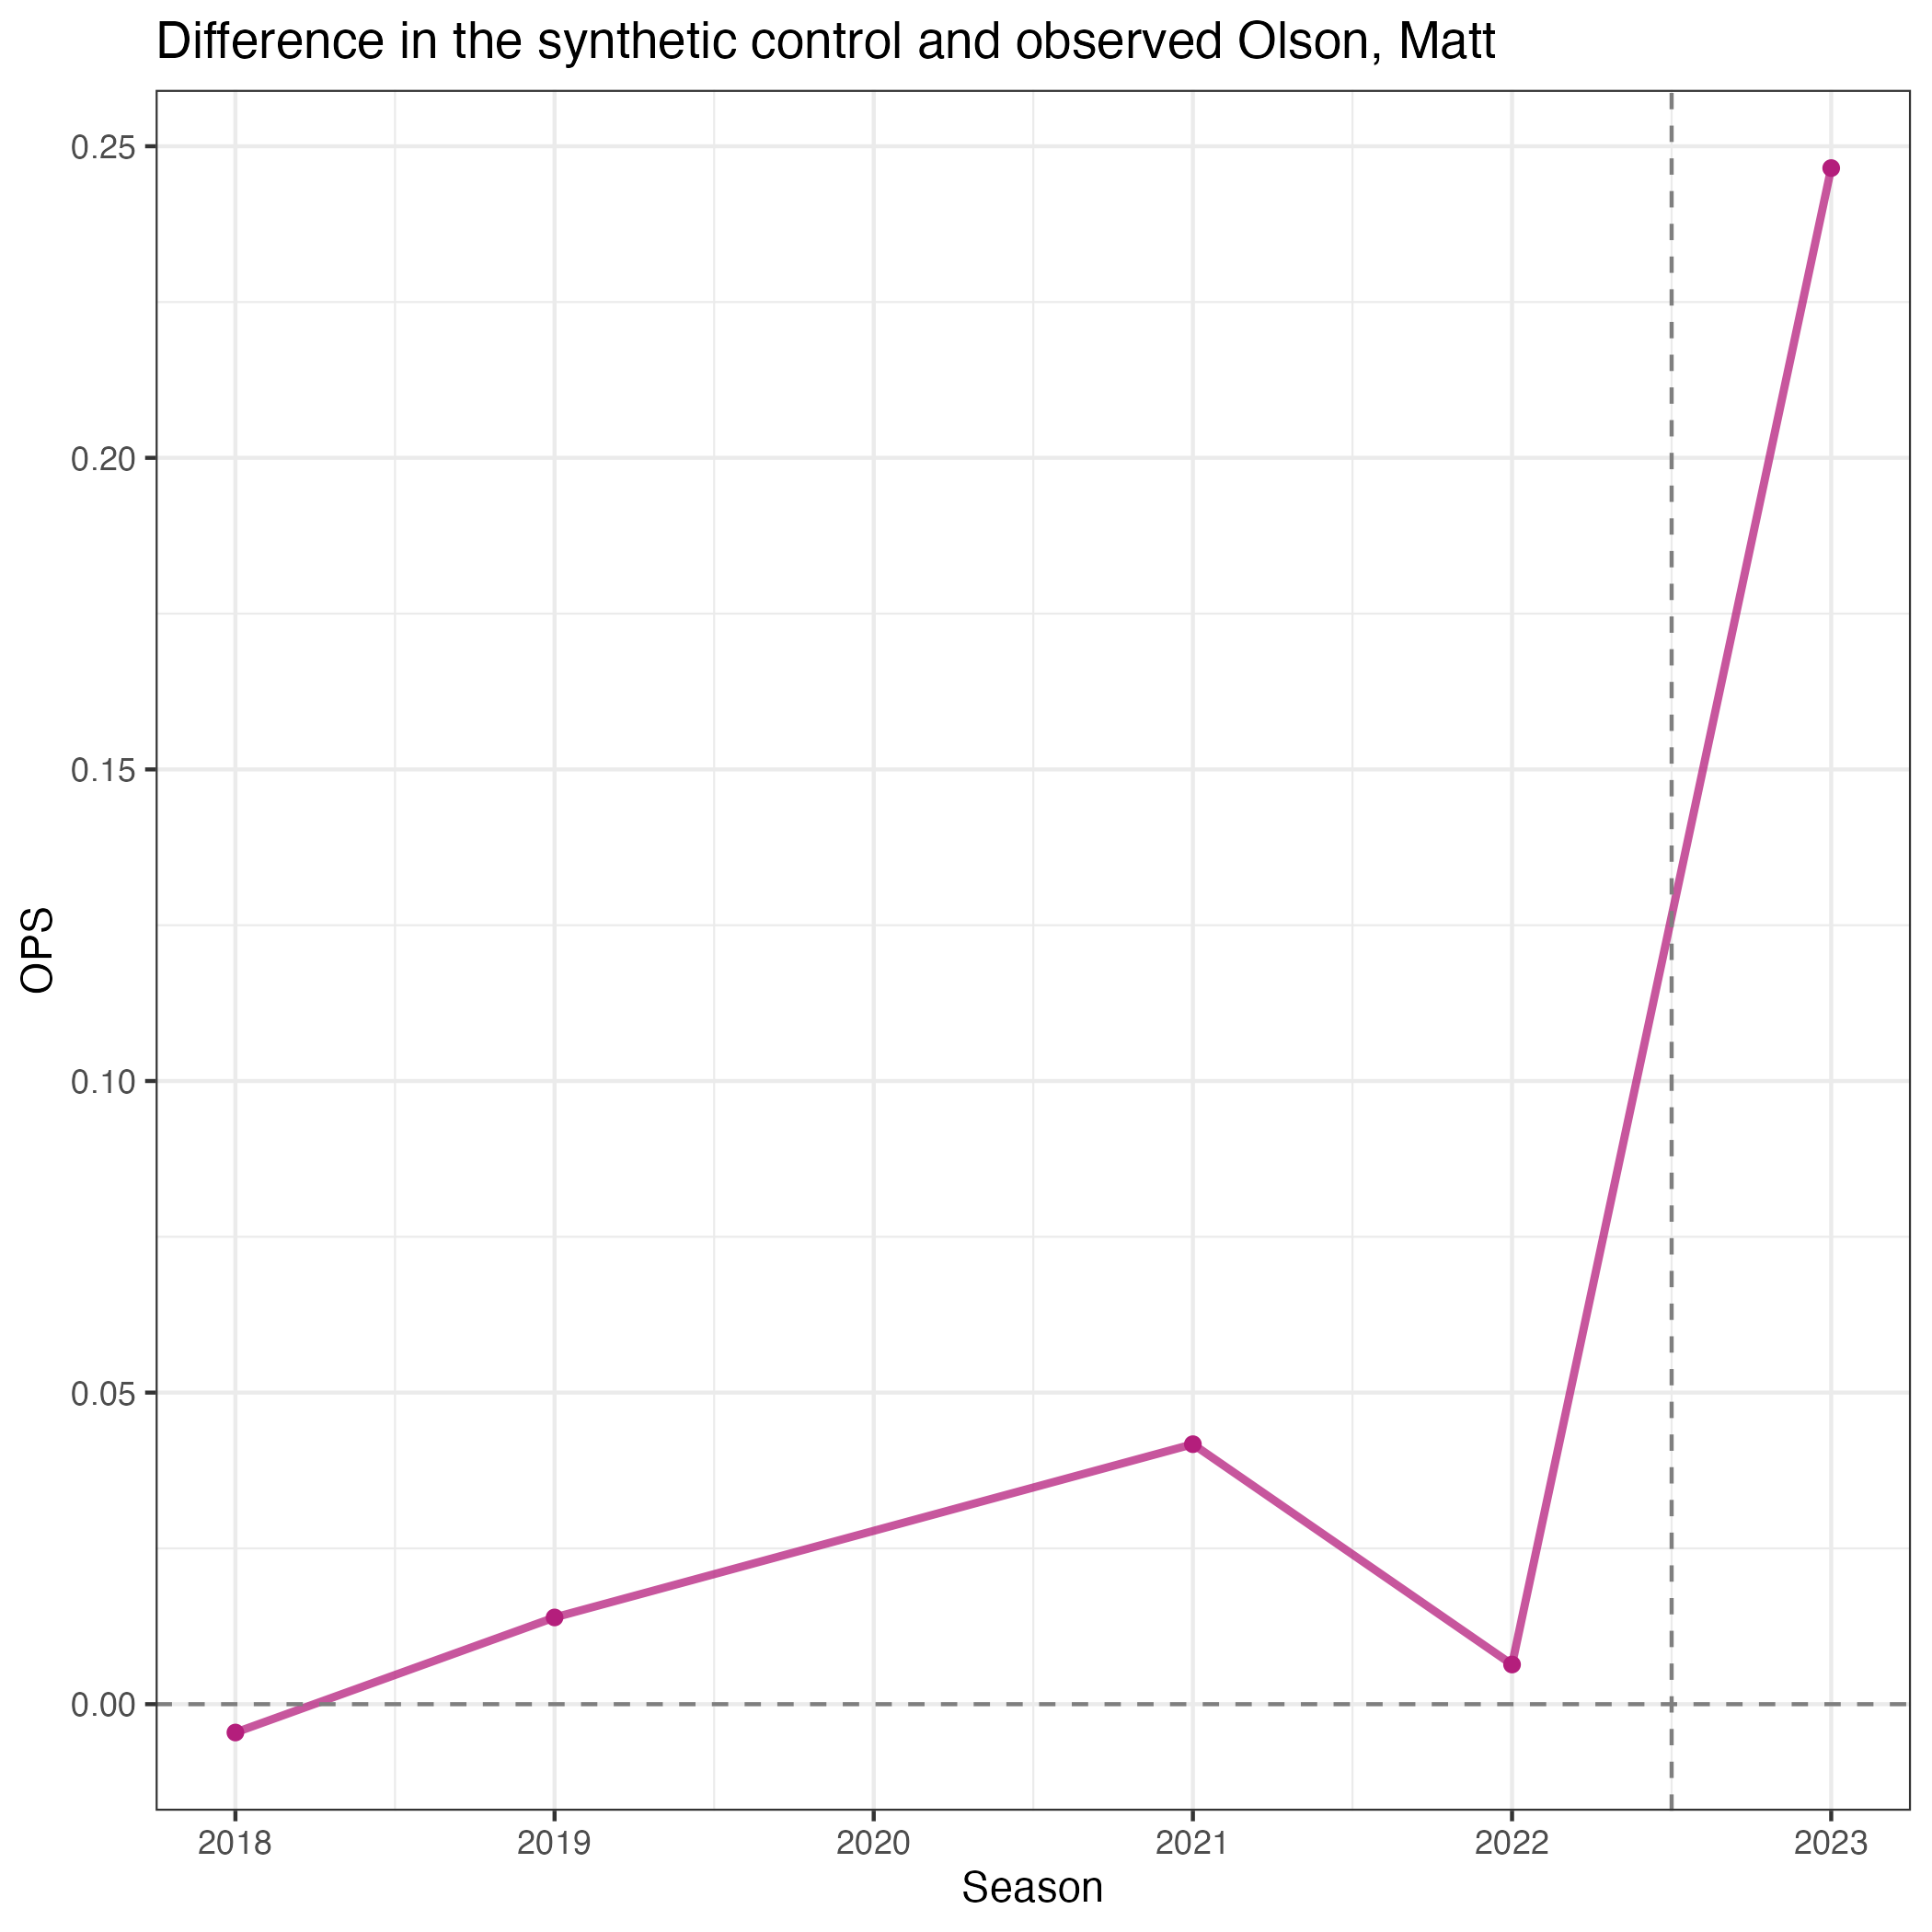 Difference in the synthetic control and observed Olson, Matt
0.25
0.20
0.15
0.10
0.05
0.00
OPS
2018 2019 2020 2021 2022 2023
Season